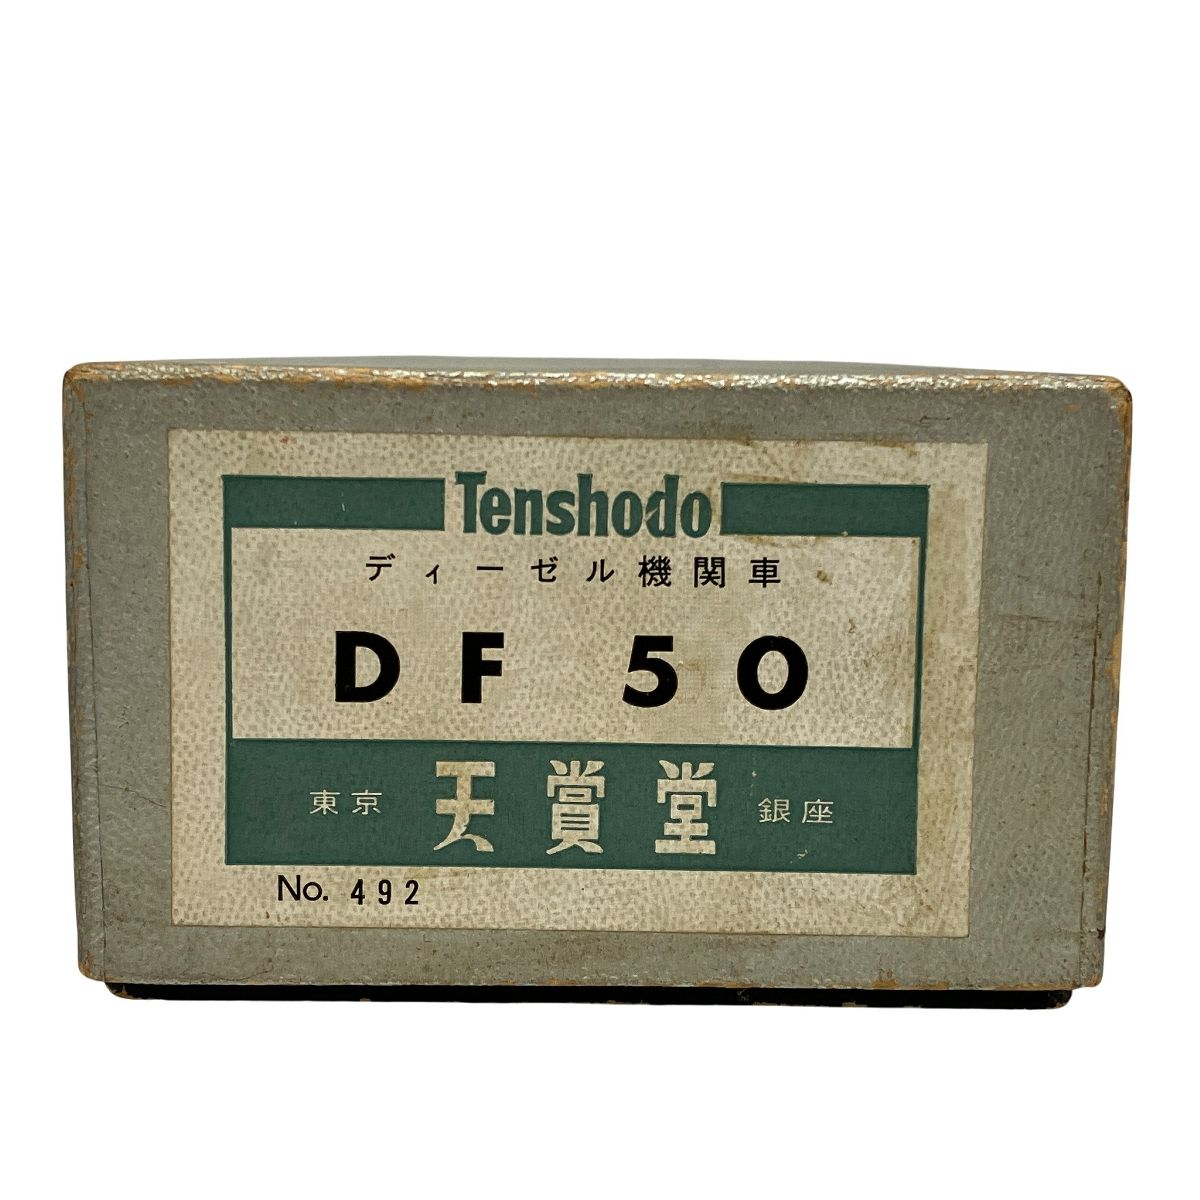 Tenshodo
ディーゼル機関車
DF 50
東京 天賞堂 銀座
No. 492